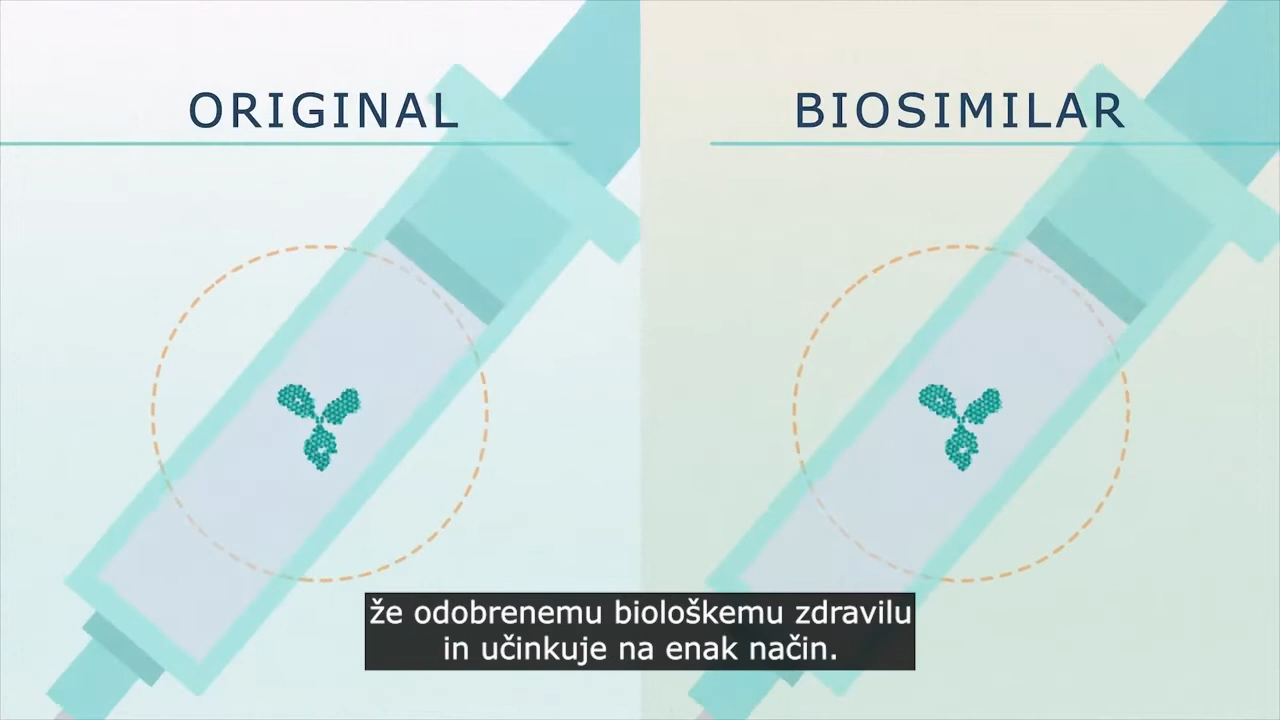 ORIGINAL
BIOSIMILAR
že odobrenemu biološkemu zdravilu
in učinkuje na enak način.